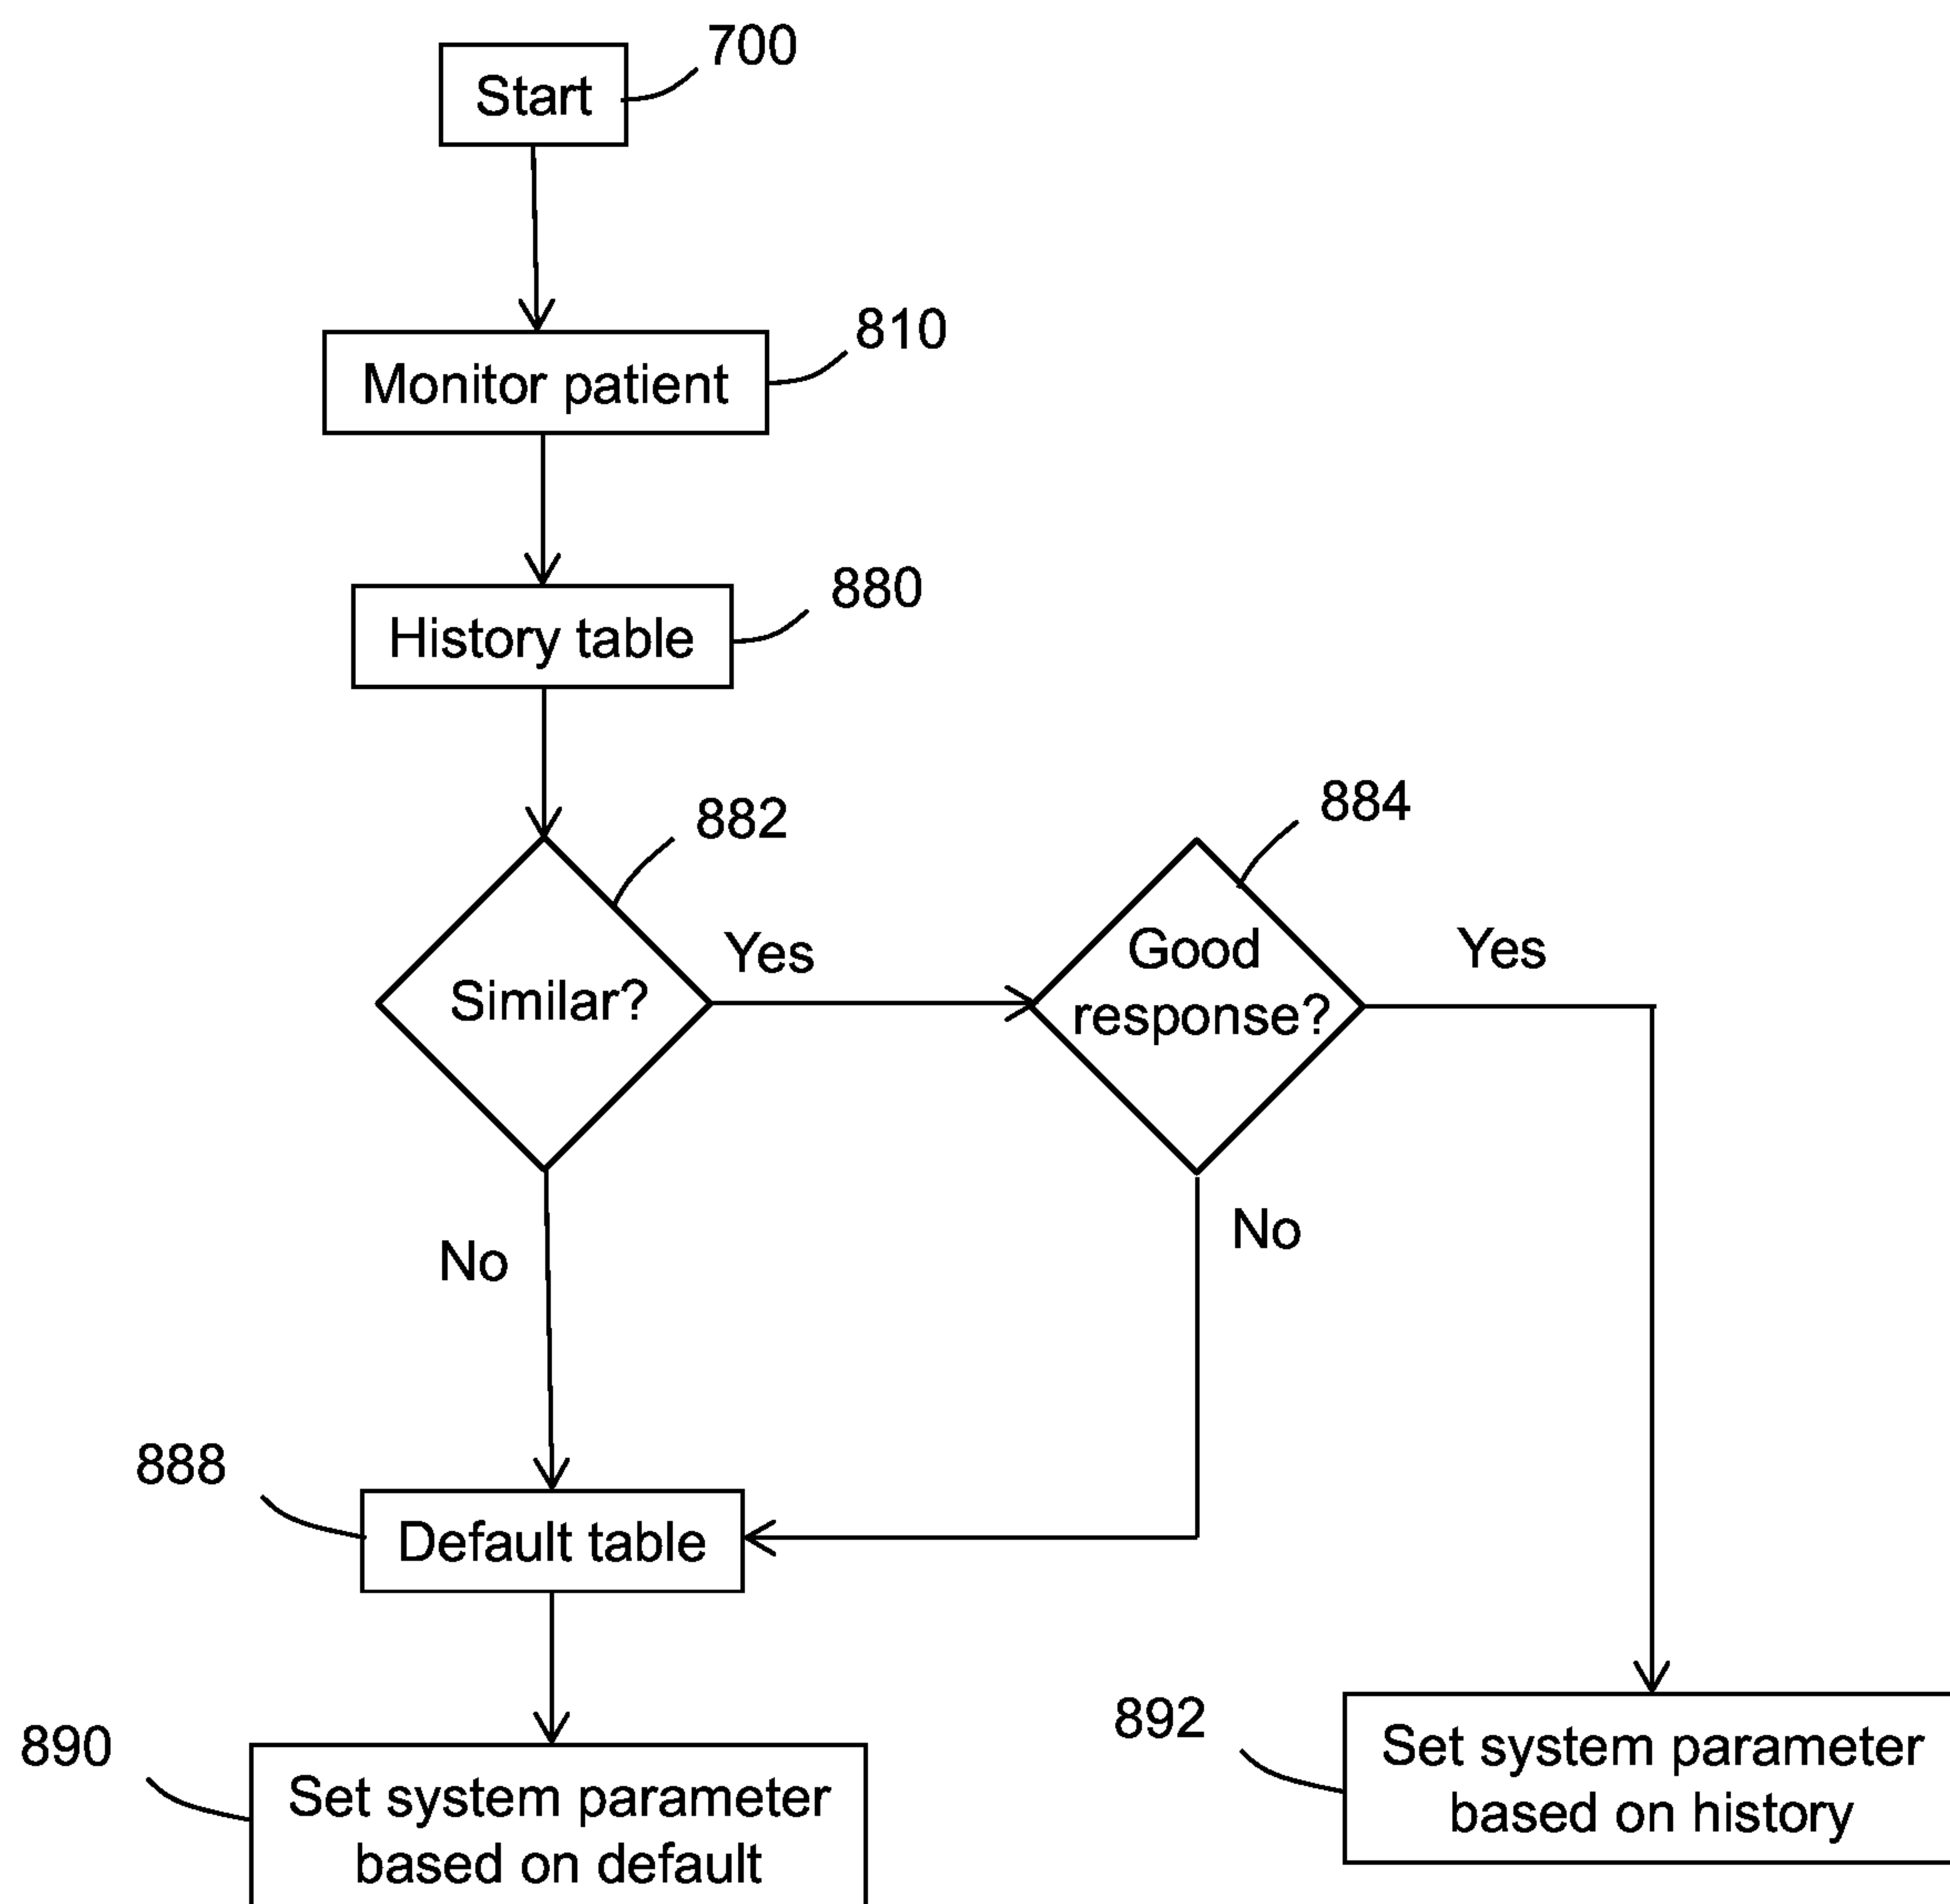 700
Start
810
Monitor patient
880
History table
882
884
Similar?
Yes
Good
response?
Yes
No
No
888
Default table
890
Set system parameter
based on default
892
Set system parameter
based on history